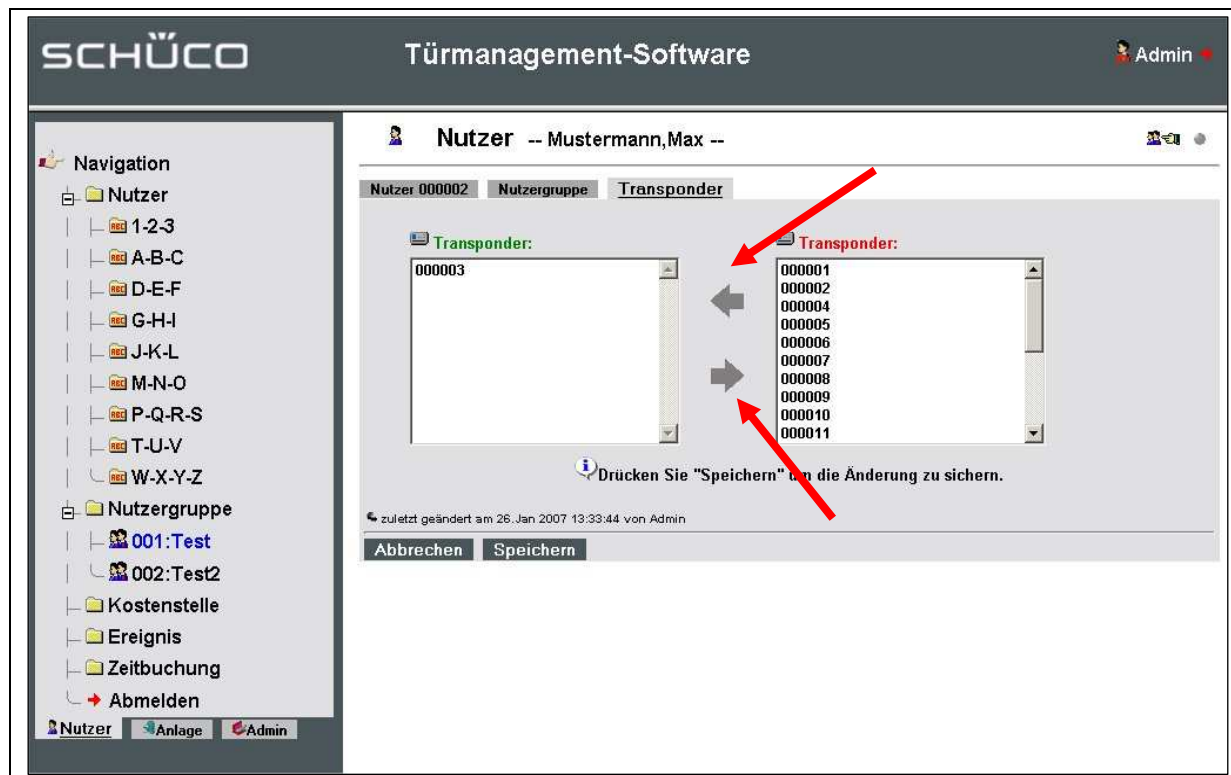 SCHÜCO Türmanagement-Software Admin
Navigation
Nutzer
1-2-3
A-B-C
D-E-F
G-H-I
J-K-L
M-N-O
P-Q-R-S
T-U-V
W-X-Y-Z
Nutzergruppe
001:Test
002:Test2
Kostenstelle
Ereignis
Zeitbuchung
Abmelden
Nutzer Anlage Admin
Nutzer -- Mustermann,Max --
Nutzer 000002 Nutzergruppe Transponder
Transponder:
000003
Transponder:
000001
000002
000004
000005
000006
000007
000008
000009
000010
000011
Drücken Sie "Speichern" um die Änderung zu sichern.
zuletzt geändert am 26.Jan 2007 13:33:44 von Admin
Abbrechen Speichern